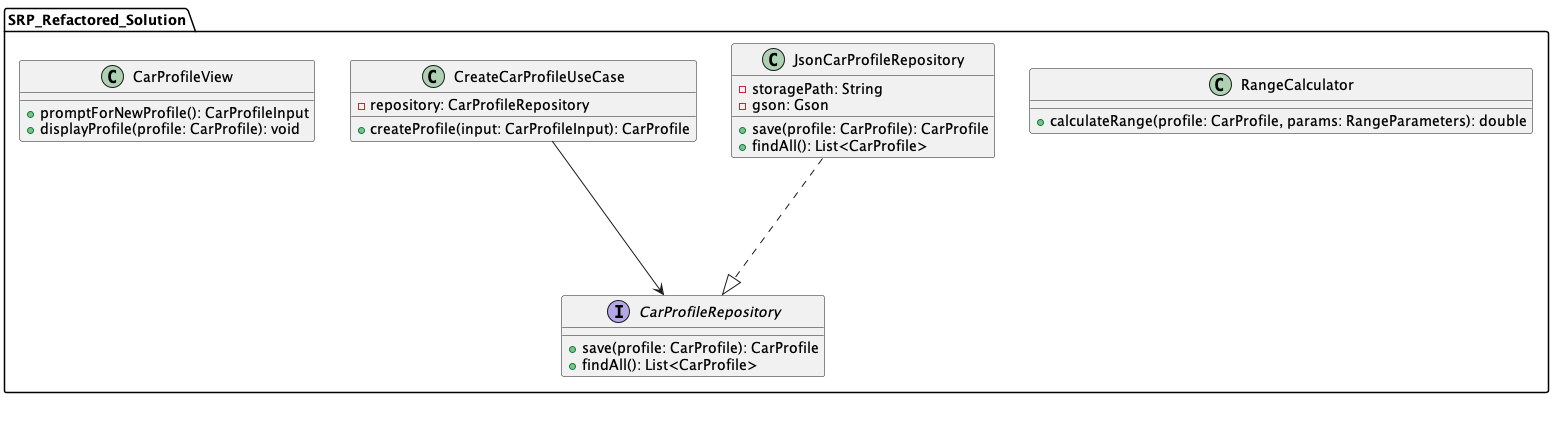 SRP_Refactored_Solution
C CarProfileView
promptForNewProfile(): CarProfileInput
displayProfile(profile: CarProfile): void
C CreateCarProfileUseCase
repository: CarProfileRepository
createProfile(input: CarProfileInput): CarProfile
C JsonCarProfileRepository
storagePath: String
gson: Gson
save(profile: CarProfile): CarProfile
findAll(): List<CarProfile>
C RangeCalculator
calculateRange(profile: CarProfile, params: RangeParameters): double
I CarProfileRepository
save(profile: CarProfile): CarProfile
findAll(): List<CarProfile>